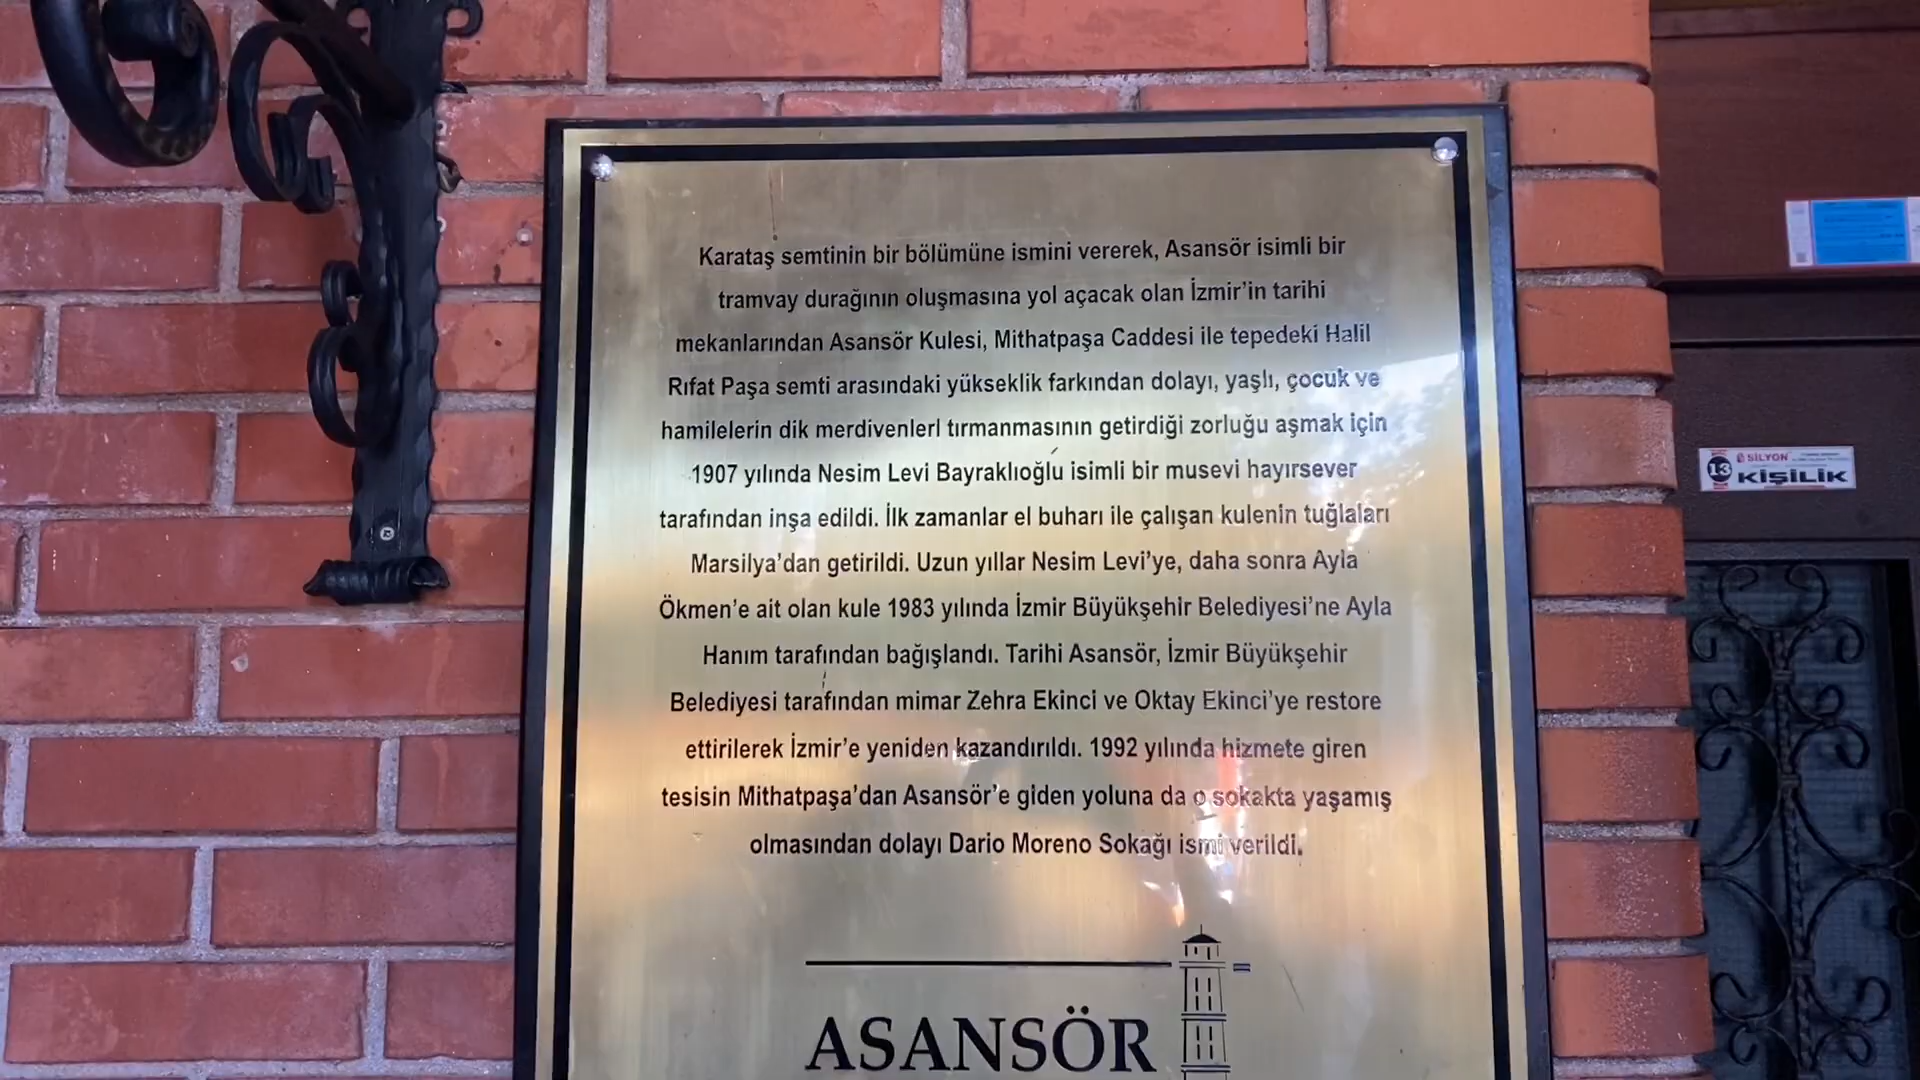 Karataş semtinin bir bölümüne ismini vererek, Asansör isimli bir
tramvay durağının oluşmasına yol açacak olan İzmir’in tarihi
mekanlarından Asansör Kulesi, Mithatpaşa Caddesi ile tepedeki Halil
Rıfat Paşa semti arasındaki yükseklik farkından dolayı, yaşlı, çocuk ve
hamilelerin dik merdivenlerI tırmanmasının getirdiği zorluğu aşmak için
1907 yılında Nesim Levi Bayraklıoğlu isimli bir musevi hayırsever
tarafından inşa edildi. İlk zamanlar el buharı ile çalışan kulenin tuğlaları
Marsilya’dan getirildi. Uzun yıllar Nesim Levi’ye, daha sonra Ayla
Ökmen’e ait olan kule 1983 yılında İzmir Büyükşehir Belediyesi’ne Ayla
Hanım tarafından bağışlandı. Tarihi Asansör, İzmir Büyükşehir
Belediyesi tarafından mimar Zehra Ekinci ve Oktay Ekinci’ye restore
ettirilerek İzmir’e yeniden kazandırıldı. 1992 yılında hizmete giren
tesisin Mithatpaşa’dan Asansör’e giden yoluna da o sokakta yaşamış
olmasından dolayı Dario Moreno Sokağı ismi verildi.
ASANSÖR
SİLYON
13 KİŞİLİK